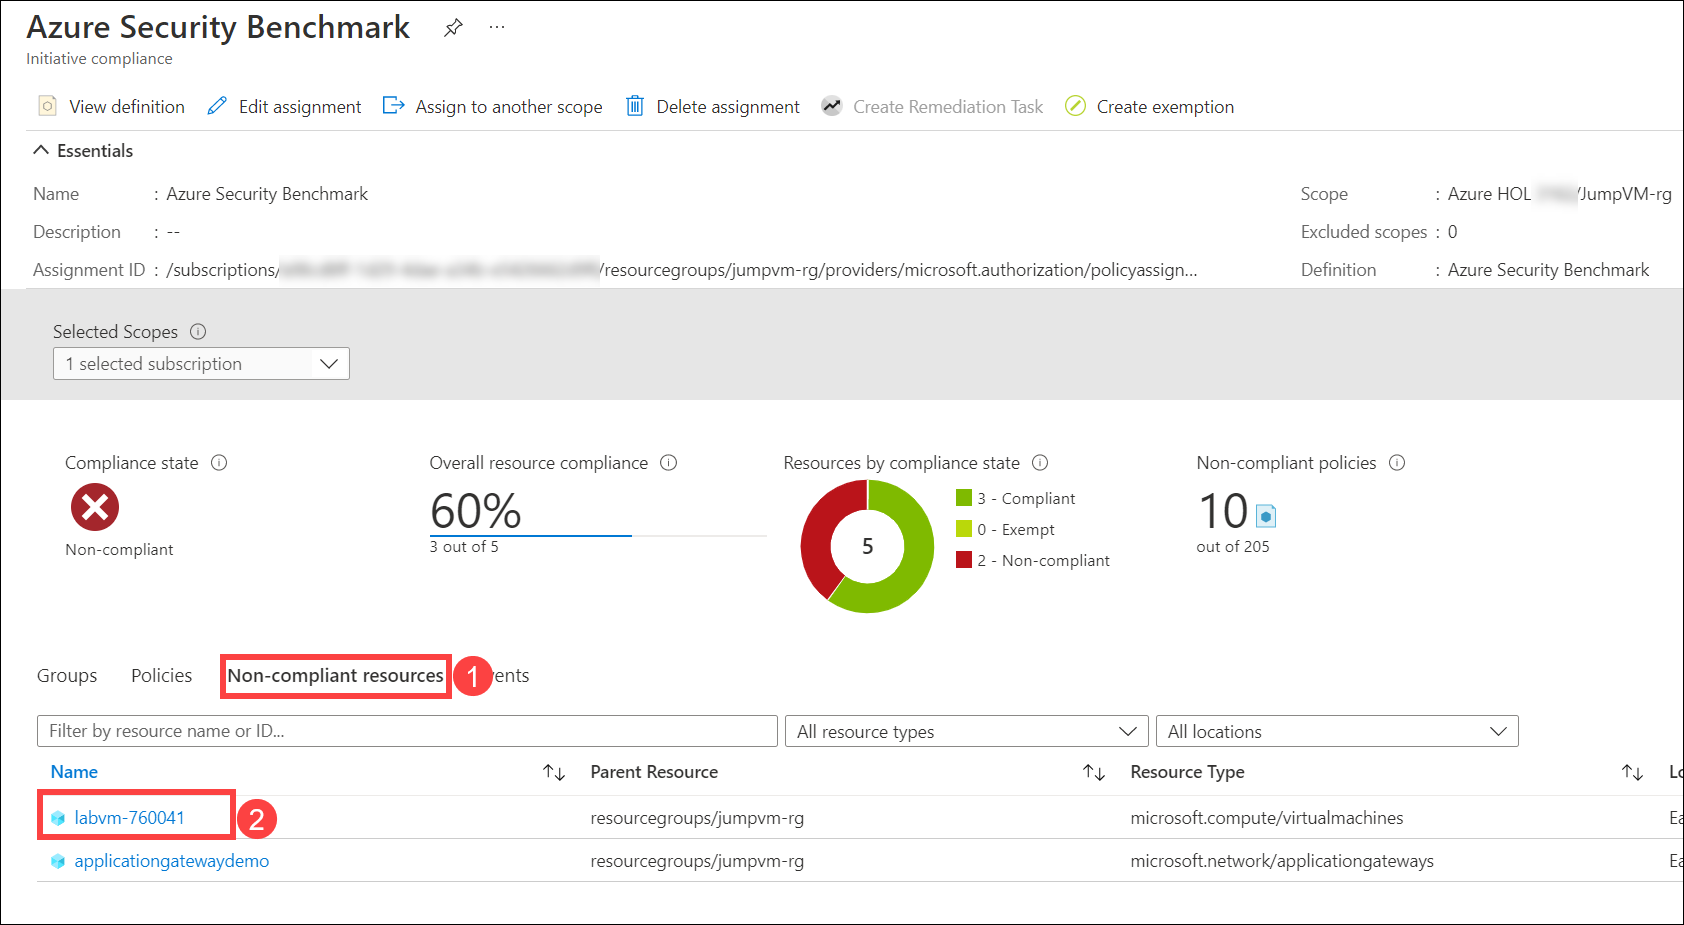 Azure Security Benchmark ...
Initiative compliance
View definition Edit assignment Assign to another scope Delete assignment Create Remediation Task Create exemption
Essentials
Name : Azure Security Benchmark Scope : Azure HOL /JumpVM-rg
Description : -- Excluded scopes : 0
Assignment ID : /subscriptions/ /resourcegroups/jumpvm-rg/providers/microsoft.authorization/policyassign... Definition : Azure Security Benchmark
Selected Scopes
1 selected subscription
Compliance state Overall resource compliance Resources by compliance state Non-compliant policies
60% 10
3 - Compliant
0 - Exempt
2 - Non-compliant
5
Non-compliant 3 out of 5 out of 205
Groups Policies Non-compliant resources 1
Filter by resource name or ID... All resource types All locations
Name Parent Resource Resource Type
labvm-760041 2 resourcegroups/jumpvm-rg microsoft.compute/virtualmachines
applicationgatewaydemo resourcegroups/jumpvm-rg microsoft.network/applicationgateways